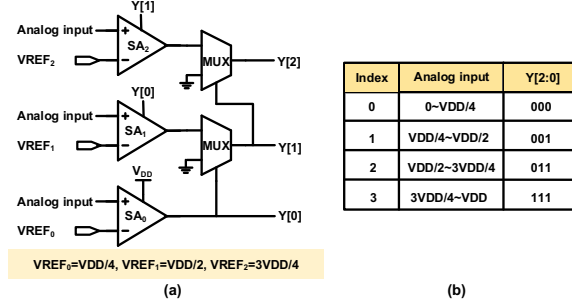 Y[1]
Analog input
+
SA₂
VREF₂
−
MUX
Y[2]
Y[0]
Analog input
+
SA₁
VREF₁
−
MUX
Y[1]
VDD
Analog input
+
SA₀
VREF₀
−
Y[0]
VREF₀=VDD/4, VREF₁=VDD/2, VREF₂=3VDD/4
(a)
Index Analog input Y[2:0]
0 0~VDD/4 000
1 VDD/4~VDD/2 001
2 VDD/2~3VDD/4 011
3 3VDD/4~VDD 111
(b)